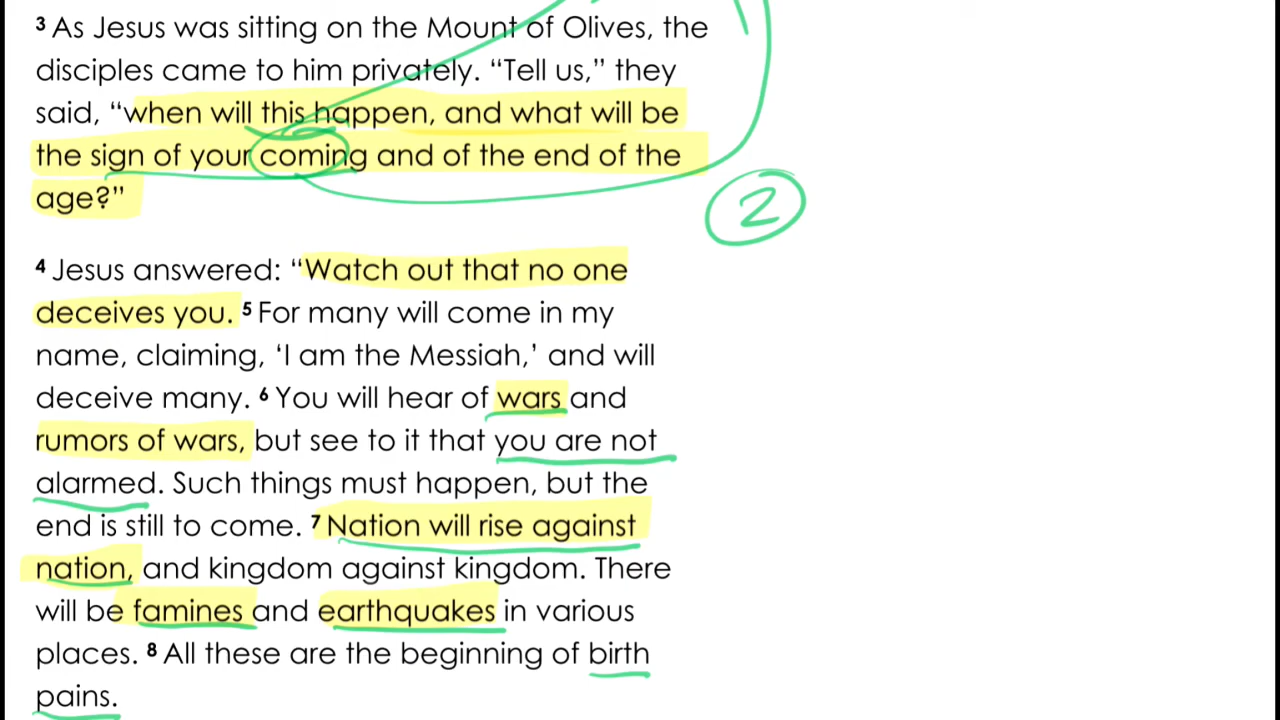 ³ As Jesus was sitting on the Mount of Olives, the
disciples came to him privately. “Tell us,” they
said, “when will this happen, and what will be
the sign of your coming and of the end of the
age?”
2
⁴ Jesus answered: “Watch out that no one
deceives you. ⁵ For many will come in my
name, claiming, ‘I am the Messiah,’ and will
deceive many. ⁶ You will hear of wars and
rumors of wars, but see to it that you are not
alarmed. Such things must happen, but the
end is still to come. ⁷ Nation will rise against
nation, and kingdom against kingdom. There
will be famines and earthquakes in various
places. ⁸ All these are the beginning of birth
pains.